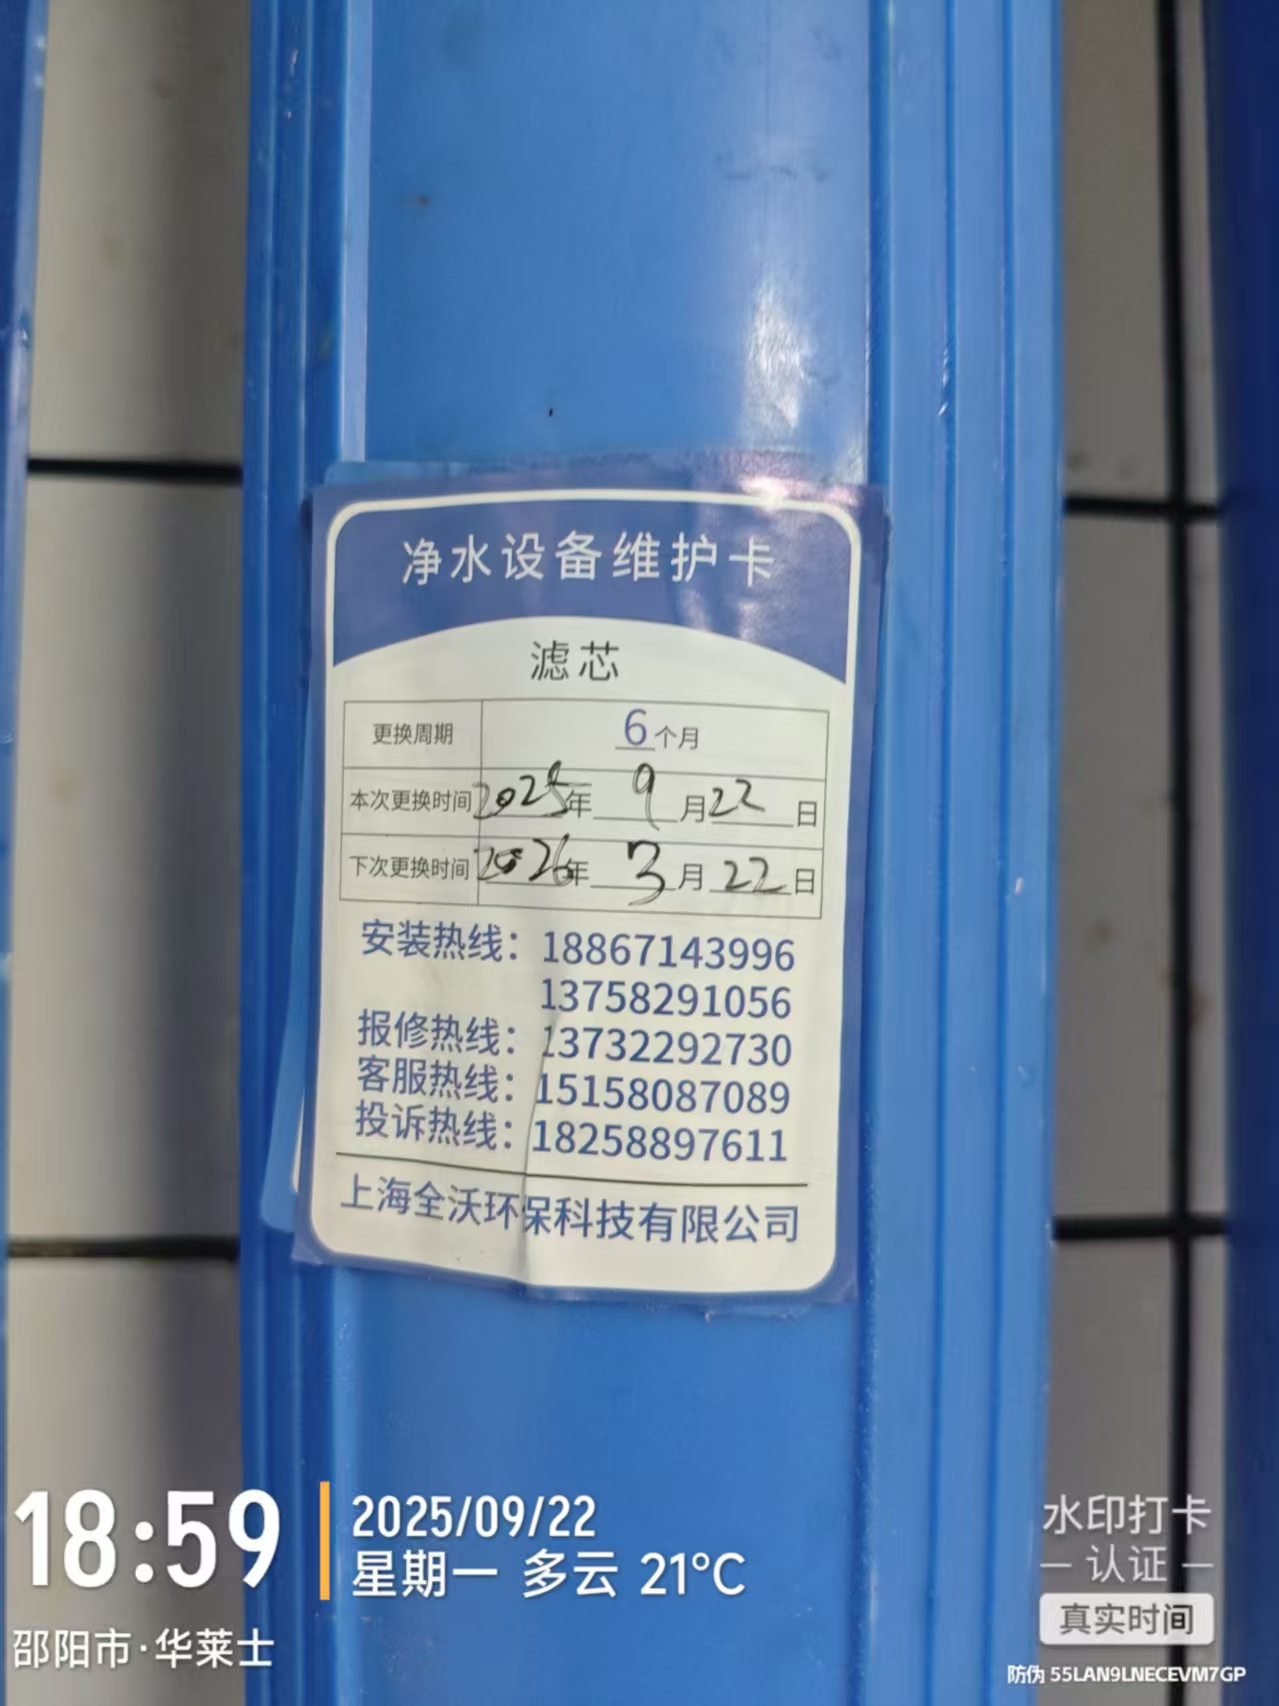 净水设备维护卡
滤芯
更换周期 6个月
本次更换时间 2025年 9月22日
下次更换时间 2026年 3月22日
安装热线：18867143996
13758291056
报修热线：13732292730
客服热线：15158087089
投诉热线：18258897611
上海全沃环保科技有限公司
18:59
2025/09/22
星期一 多云 21°C
邵阳市·华莱士
水印打卡
认证
真实时间
防伪 55LAN9LNECEVM7GP